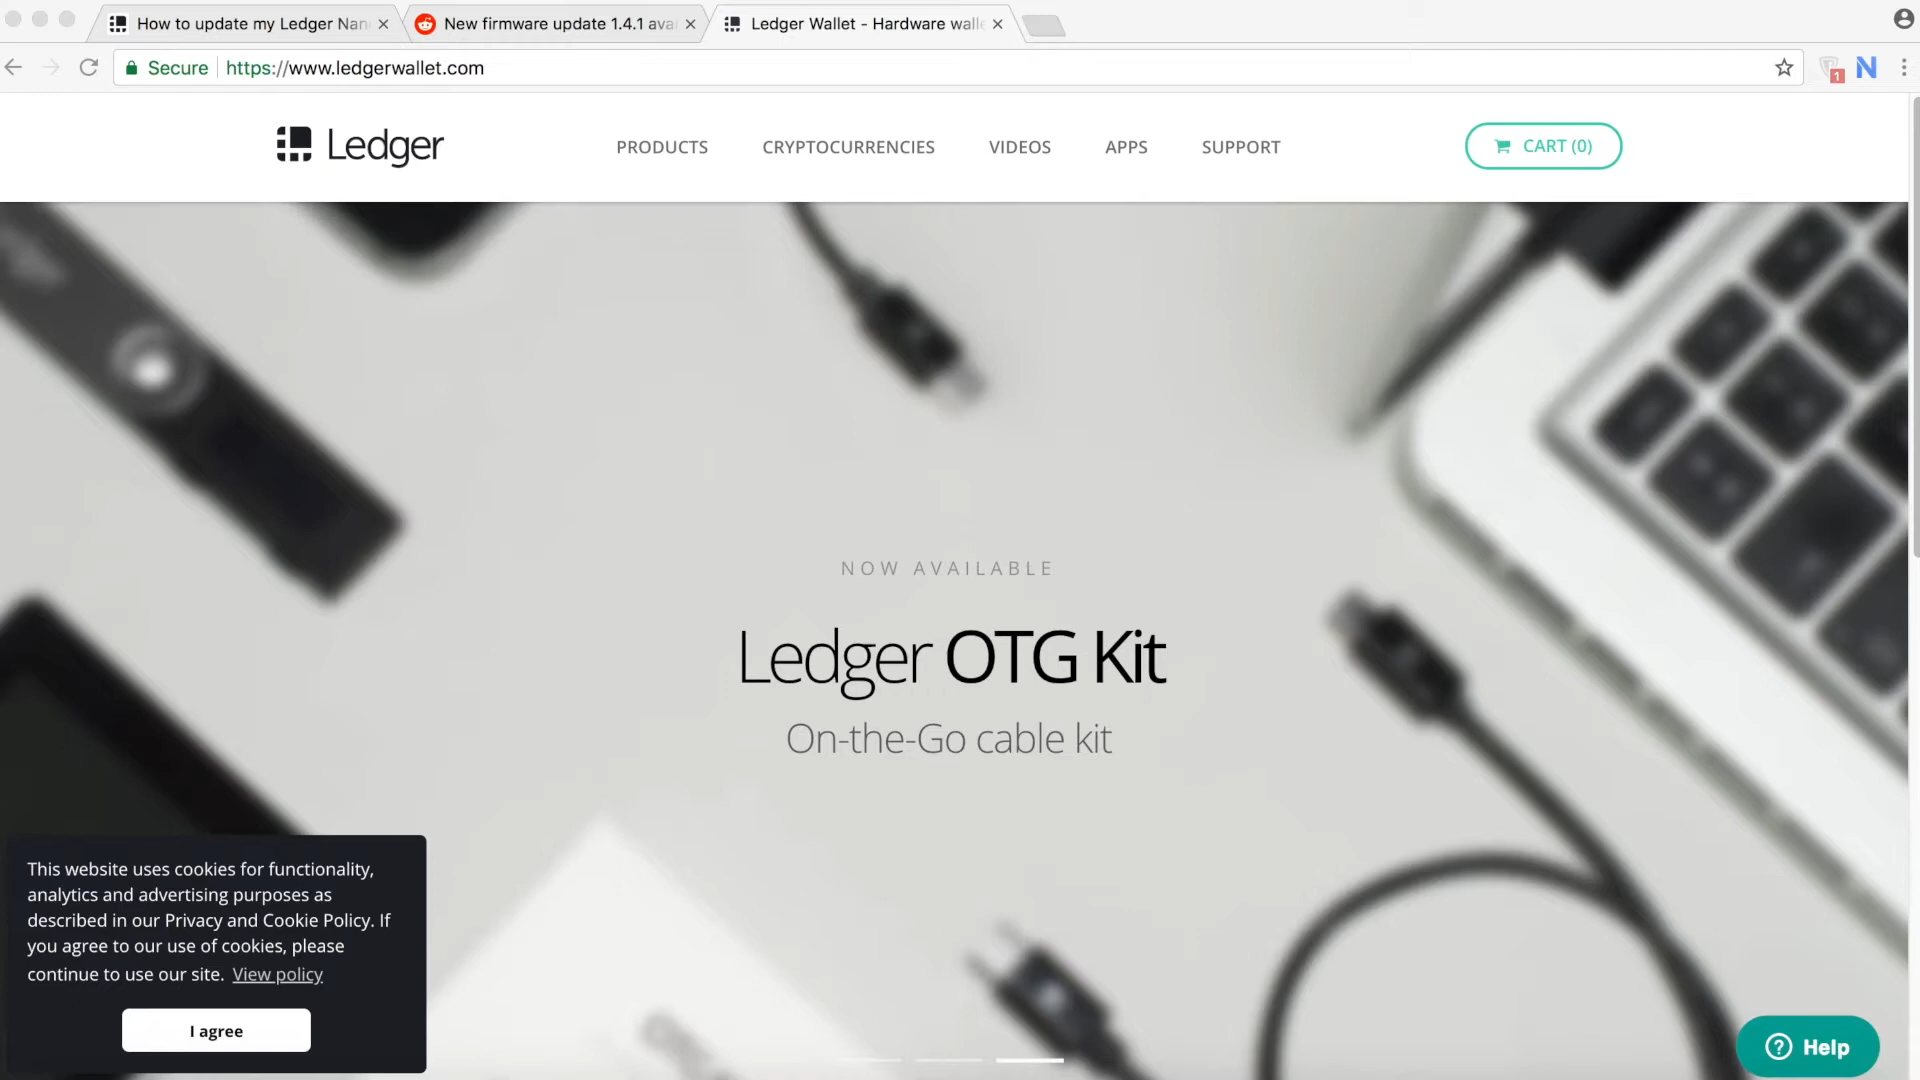 How to update my Ledger Nan
New firmware update 1.4.1 ava
Ledger Wallet - Hardware walle
Secure
https://www.ledgerwallet.com
1
N
Ledger
PRODUCTS
CRYPTOCURRENCIES
VIDEOS
APPS
SUPPORT
CART (0)
NOW AVAILABLE
Ledger OTG Kit
On-the-Go cable kit
This website uses cookies for functionality,
analytics and advertising purposes as
described in our Privacy and Cookie Policy. If
you agree to our use of cookies, please
continue to use our site. View policy
I agree
? Help